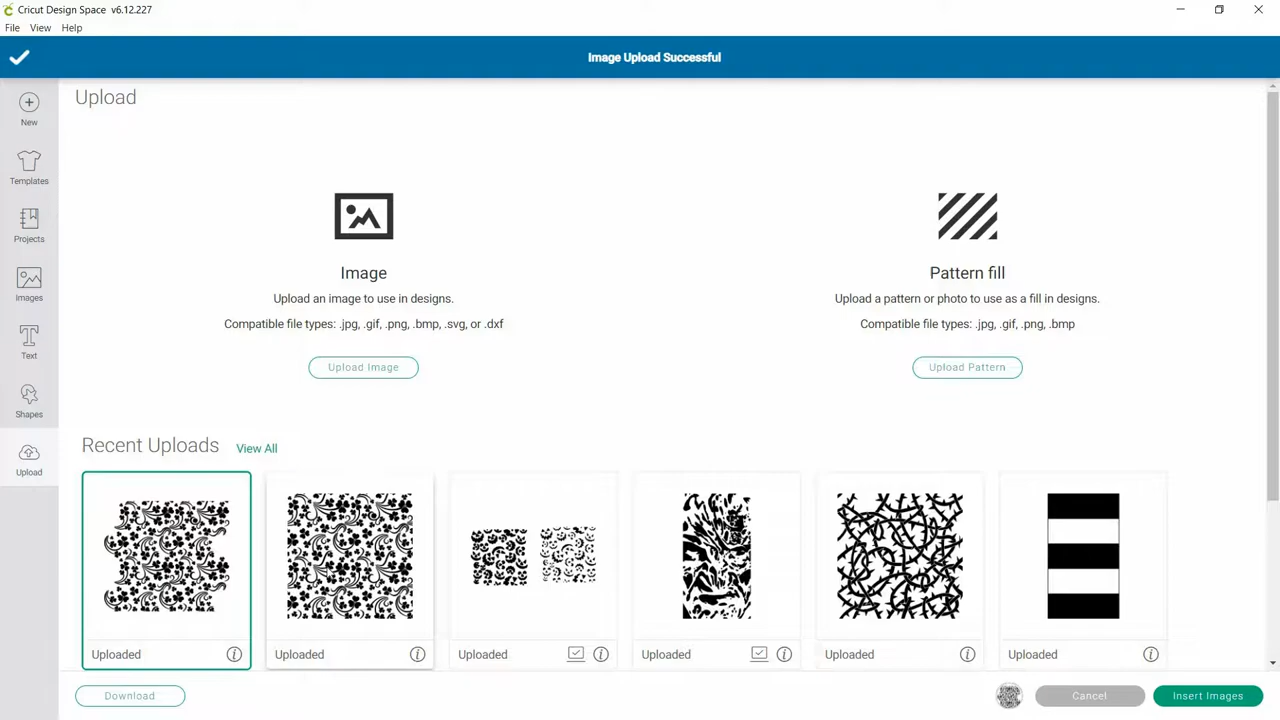 Cricut Design Space v6.12.227
File View Help
Image Upload Successful
Upload
New
Templates
Projects
Images
Text
Shapes
Upload
Image
Upload an image to use in designs.
Compatible file types: .jpg, .gif, .png, .bmp, .svg, or .dxf
Upload Image
Pattern fill
Upload a pattern or photo to use as a fill in designs.
Compatible file types: .jpg, .gif, .png, .bmp
Upload Pattern
Recent Uploads View All
Uploaded Uploaded Uploaded Uploaded Uploaded Uploaded
Download Cancel Insert Images